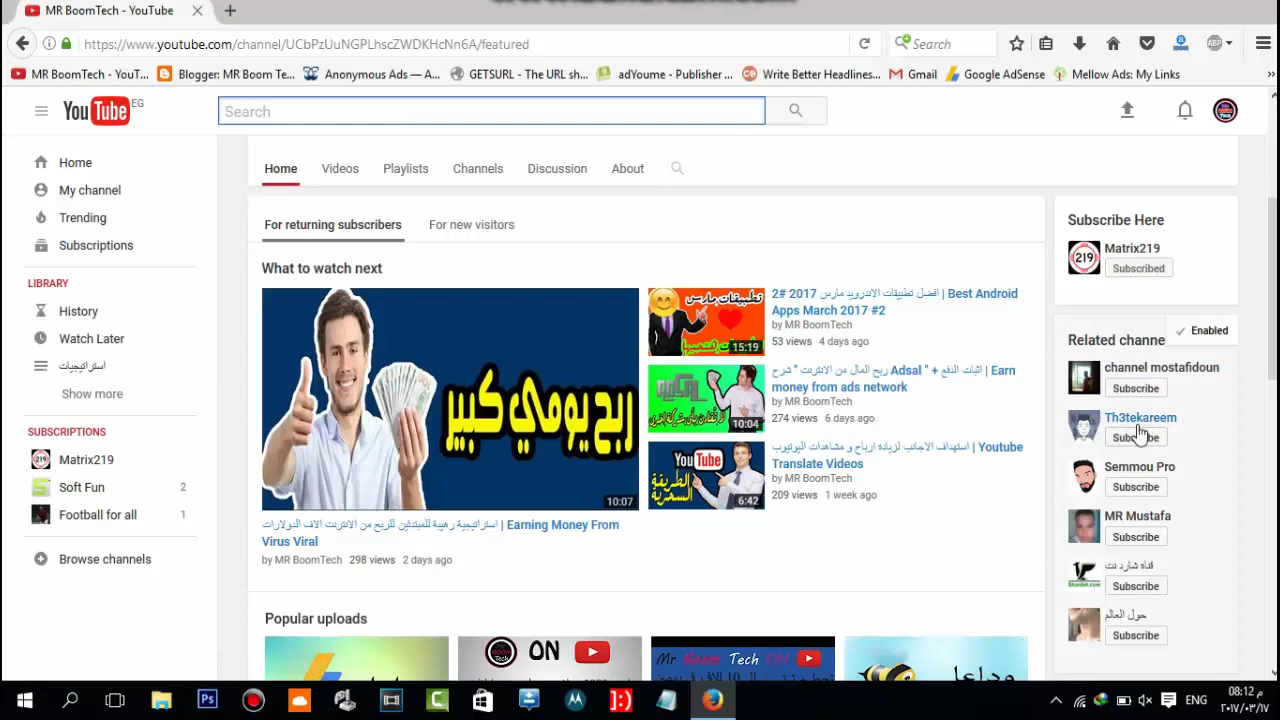 MR BoomTech - YouTube
https://www.youtube.com/channel/UCbPzUuNGPLhscZWDKHcNn6A/featured
Search
MR BoomTech - YouT...
Blogger: MR Boom Te...
Anonymous Ads — A...
GETSURL - The URL sh...
adYoume - Publisher ...
Write Better Headlines...
Gmail
Google AdSense
Mellow Ads: My Links
YouTube EG
Search
Home
My channel
Trending
Subscriptions
LIBRARY
History
Watch Later
استراتيجيات
Show more
SUBSCRIPTIONS
Matrix219
Soft Fun 2
Football for all 1
Browse channels
Home Videos Playlists Channels Discussion About
For returning subscribers For new visitors
What to watch next
ربح يومي كبير
10:07
استراتيجية رهيبة للمبتدئين للربح من الانترنت الاف الدولارات | Earning Money From
Virus Viral
by MR BoomTech 298 views 2 days ago
تطبيقات مارس
15:19
افضل تطبيقات الاندرويد مارس 2017 #2 | Best Android
Apps March 2017 #2
by MR BoomTech
53 views 4 days ago
10:04
اثبات الدفع + " Adsal ربح المال من الانترنت " شرح | Earn
money from ads network
by MR BoomTech
274 views 6 days ago
YouTube
الطريقة
السحرية
6:42
استهداف الاجانب لزيادة ارباح و مشاهدات اليوتيوب | Youtube
Translate Videos
by MR BoomTech
209 views 1 week ago
Popular uploads
ON
Mr Boom Tech ON
وداعا
Subscribe Here
219
Matrix219
Subscribed
Related channe
Enabled
channel mostafidoun
Subscribe
Th3tekareem
Subscribe
Semmou Pro
Subscribe
MR Mustafa
Subscribe
قناه شارد نت
Subscribe
حول العالم
Subscribe
ENG
م 08:12
٢٠١٧/٠٣/١٧